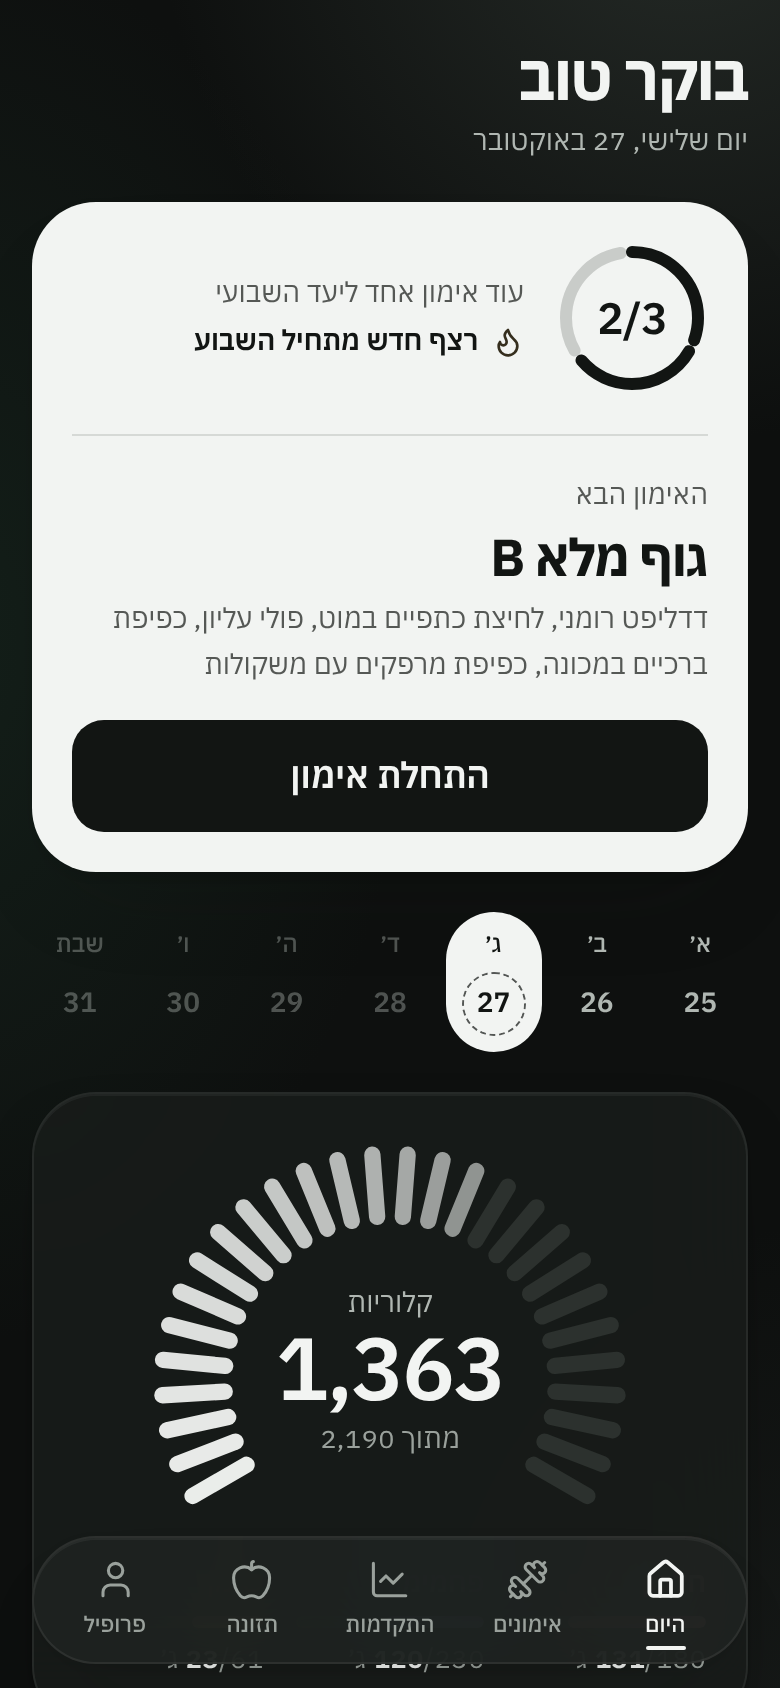 בוקר טוב
יום שלישי, 27 באוקטובר
2/3
עוד אימון אחד ליעד השבועי
רצף חדש מתחיל השבוע
האימון הבא
גוף מלא B
דדליפט רומני, לחיצת כתפיים במוט, פולי עליון, כפיפת
ברכיים במכונה, כפיפת מרפקים עם משקולות
התחלת אימון
א׳ ב׳ ג׳ ד׳ ה׳ ו׳ שבת
25 26 27 28 29 30 31
קלוריות
1,363
מתוך 2,190
היום אימונים התקדמות תזונה פרופיל